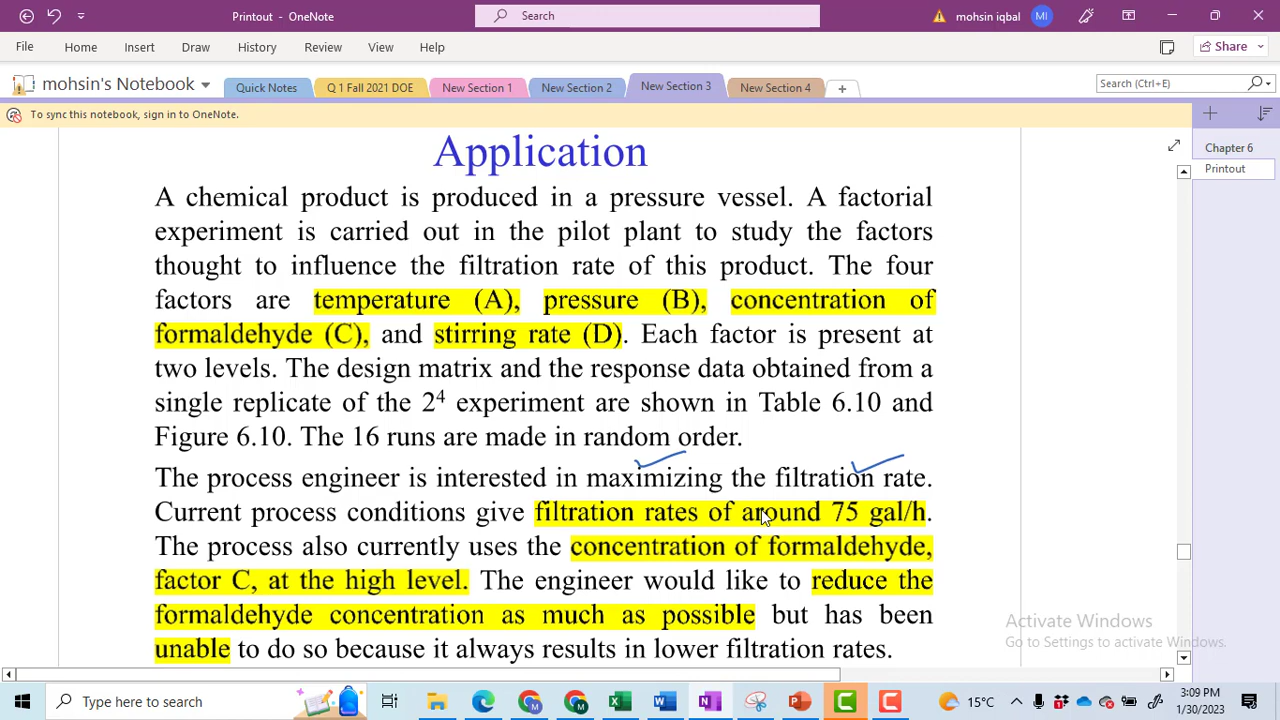 Printout - OneNote
Search
mohsin iqbal
MI
File Home Insert Draw History Review View Help
Share
mohsin's Notebook
Quick Notes
Q 1 Fall 2021 DOE
New Section 1
New Section 2
New Section 3
New Section 4
Search (Ctrl+E)
To sync this notebook, sign in to OneNote.
Chapter 6
Printout
Application
A chemical product is produced in a pressure vessel. A factorial
experiment is carried out in the pilot plant to study the factors
thought to influence the filtration rate of this product. The four
factors are temperature (A), pressure (B), concentration of
formaldehyde (C), and stirring rate (D). Each factor is present at
two levels. The design matrix and the response data obtained from a
single replicate of the 2⁴ experiment are shown in Table 6.10 and
Figure 6.10. The 16 runs are made in random order.
The process engineer is interested in maximizing the filtration rate.
Current process conditions give filtration rates of around 75 gal/h.
The process also currently uses the concentration of formaldehyde,
factor C, at the high level. The engineer would like to reduce the
formaldehyde concentration as much as possible but has been
unable to do so because it always results in lower filtration rates.
Activate Windows
Go to Settings to activate Windows.
Type here to search
15°C
3:09 PM
1/30/2023